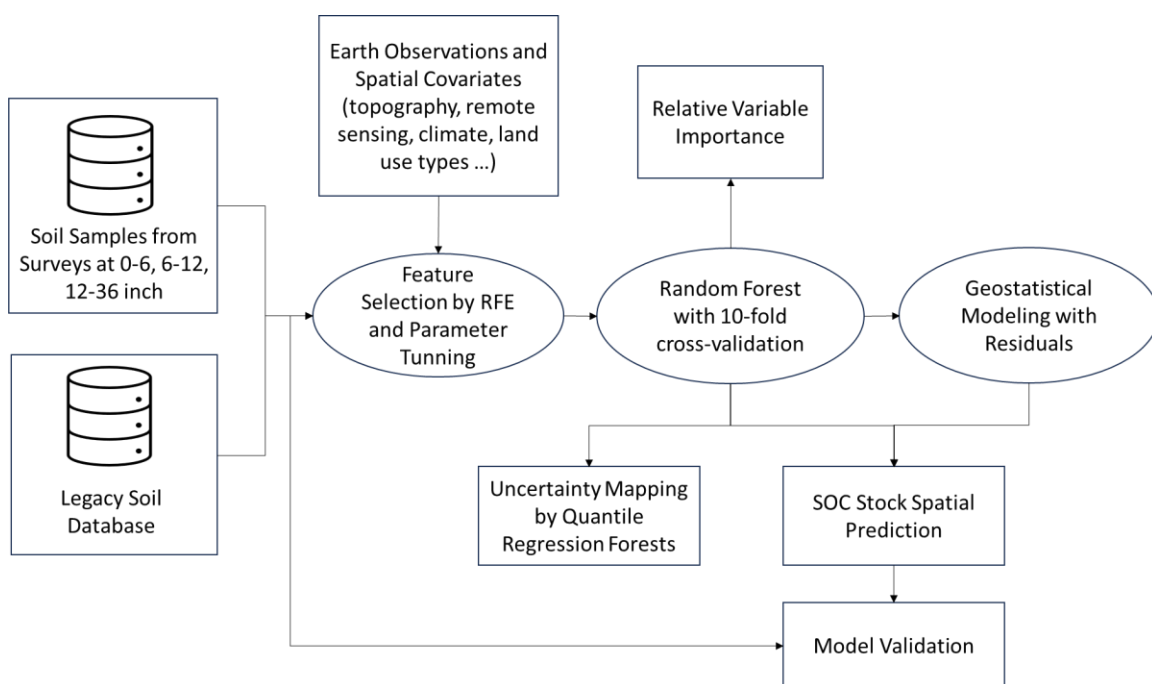 Earth Observations and
Spatial Covariates
(topography, remote
sensing, climate, land
use types ...)
Relative Variable
Importance
Soil Samples from
Surveys at 0-6, 6-12,
12-36 inch
Feature
Selection by RFE
and Parameter
Tunning
Random Forest
with 10-fold
cross-validation
Geostatistical
Modeling with
Residuals
Legacy Soil
Database
Uncertainty Mapping
by Quantile
Regression Forests
SOC Stock Spatial
Prediction
Model Validation